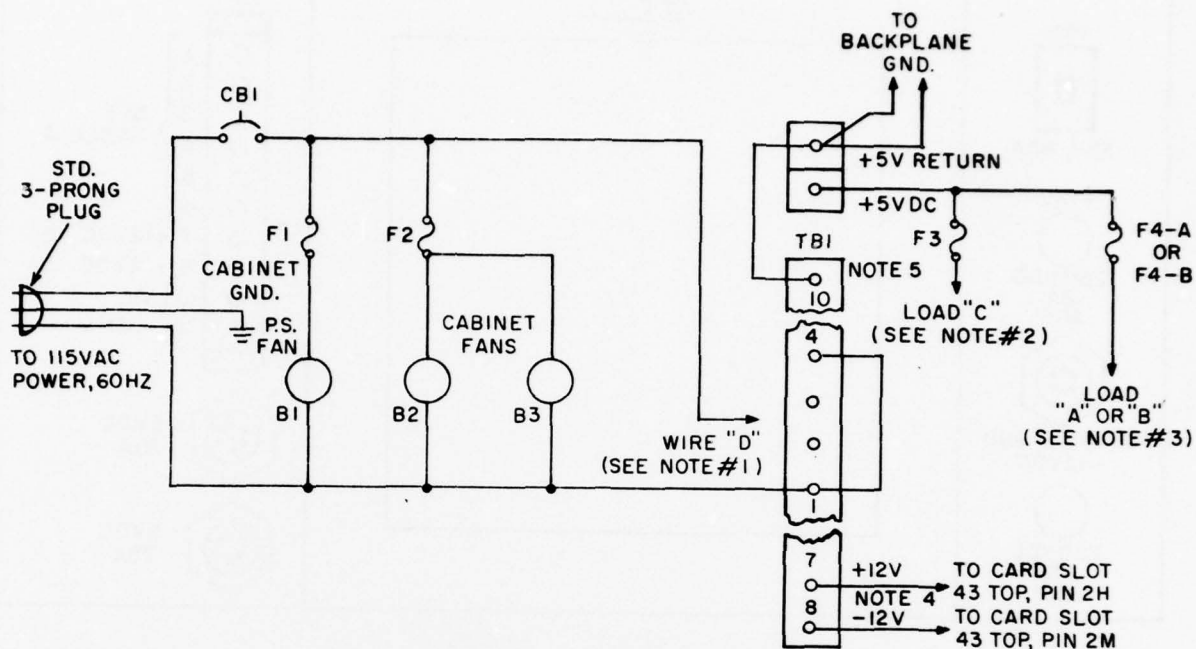 TO
BACKPLANE
GND.
CB1
STD.
3-PRONG
PLUG
F1
F2
CABINET
GND.
P.S.
FAN
CABINET
FANS
TO 115VAC
POWER, 60HZ
B1
B2
B3
WIRE "D"
(SEE NOTE #1)
+5V RETURN
+5VDC
TB1
NOTE 5
10
4
1
F3
F4-A
OR
F4-B
LOAD "C"
(SEE NOTE #2)
LOAD
"A" OR "B"
(SEE NOTE #3)
7
+12V
TO CARD SLOT
43 TOP, PIN 2H
NOTE 4
8
-12V
TO CARD SLOT
43 TOP, PIN 2M